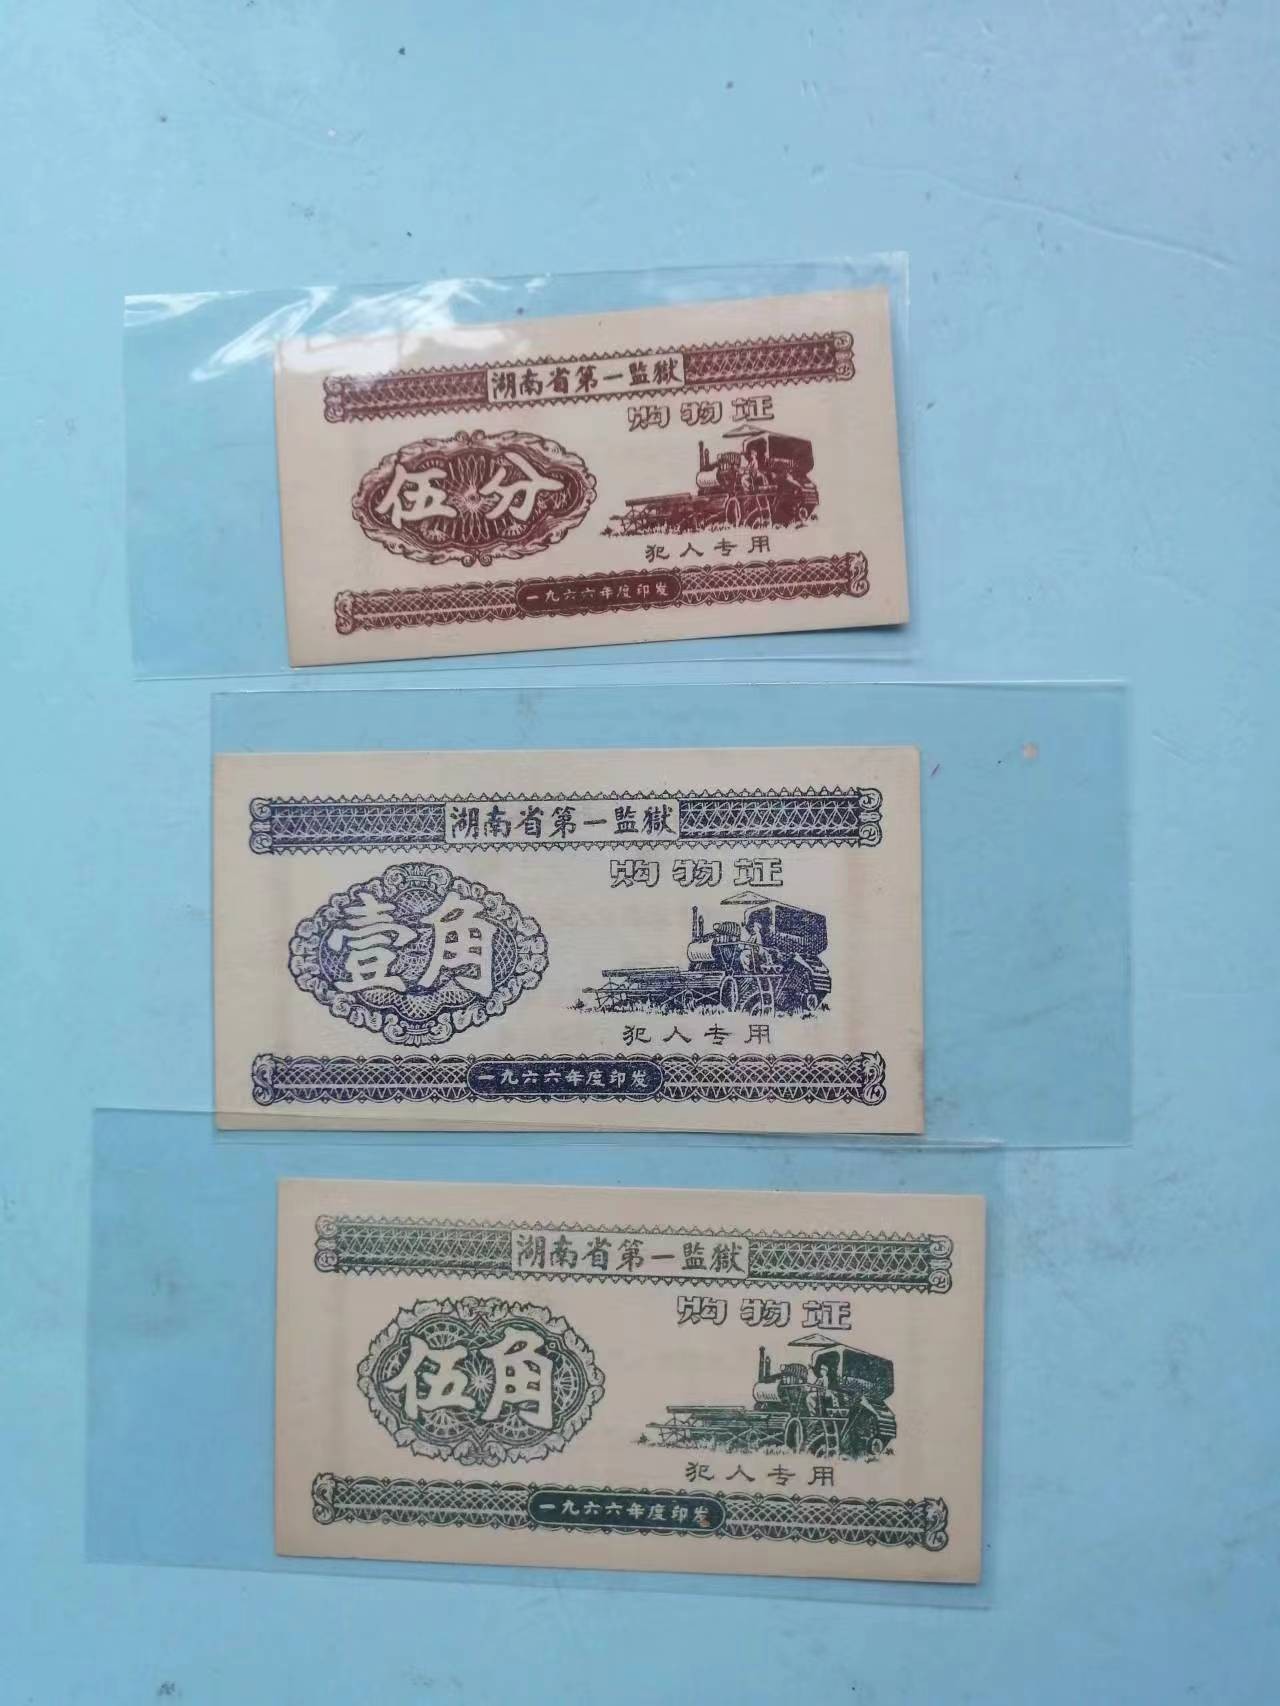 湖南省第一監獄
购物证
伍分
犯人专用
一九六六年度印发
湖南省第一監獄
购物证
壹角
犯人专用
一九六六年度印发
湖南省第一監獄
购物证
伍角
犯人专用
一九六六年度印发